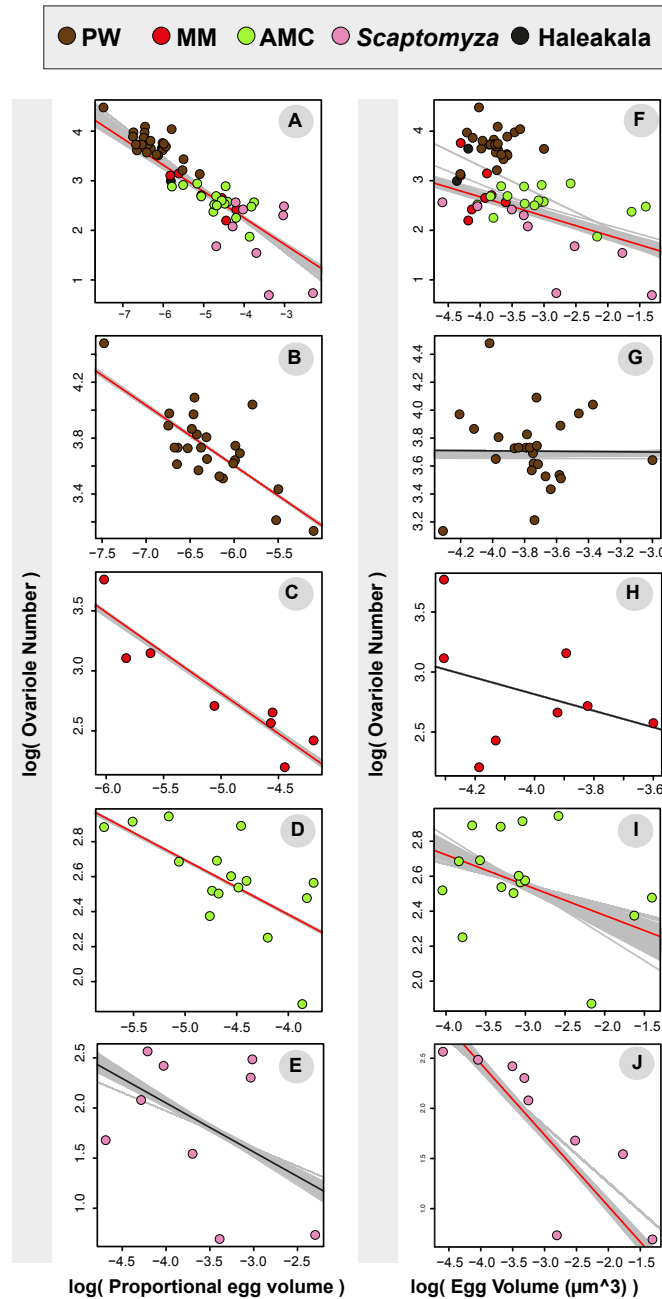 PW MM AMC Scaptomyza Haleakala
A
4
3
2
1
−7 −6 −5 −4 −3
F
4
3
2
1
−4.5 −3.5 −2.5 −1.5
B
4.2
3.8
3.4
−7.5 −7.0 −6.5 −6.0 −5.5
G
4.4
4.2
4.0
3.8
3.6
3.4
3.2
−4.2 −4.0 −3.8 −3.6 −3.4 −3.2 −3.0
C
3.5
3.0
2.5
−6.0 −5.5 −5.0 −4.5
H
3.5
3.0
2.5
−4.2 −4.0 −3.8 −3.6
D
2.8
2.6
2.4
2.2
2.0
−5.5 −5.0 −4.5 −4.0
I
2.8
2.6
2.4
2.2
2.0
−4.0 −3.5 −3.0 −2.5 −2.0 −1.5
E
2.5
2.0
1.5
1.0
−4.5 −4.0 −3.5 −3.0 −2.5
J
2.5
2.0
1.5
1.0
−4.5 −4.0 −3.5 −3.0 −2.5 −2.0 −1.5
log( Ovariole Number )
log( Ovariole Number )
log( Proportional egg volume )
log( Egg Volume (µm^3) )